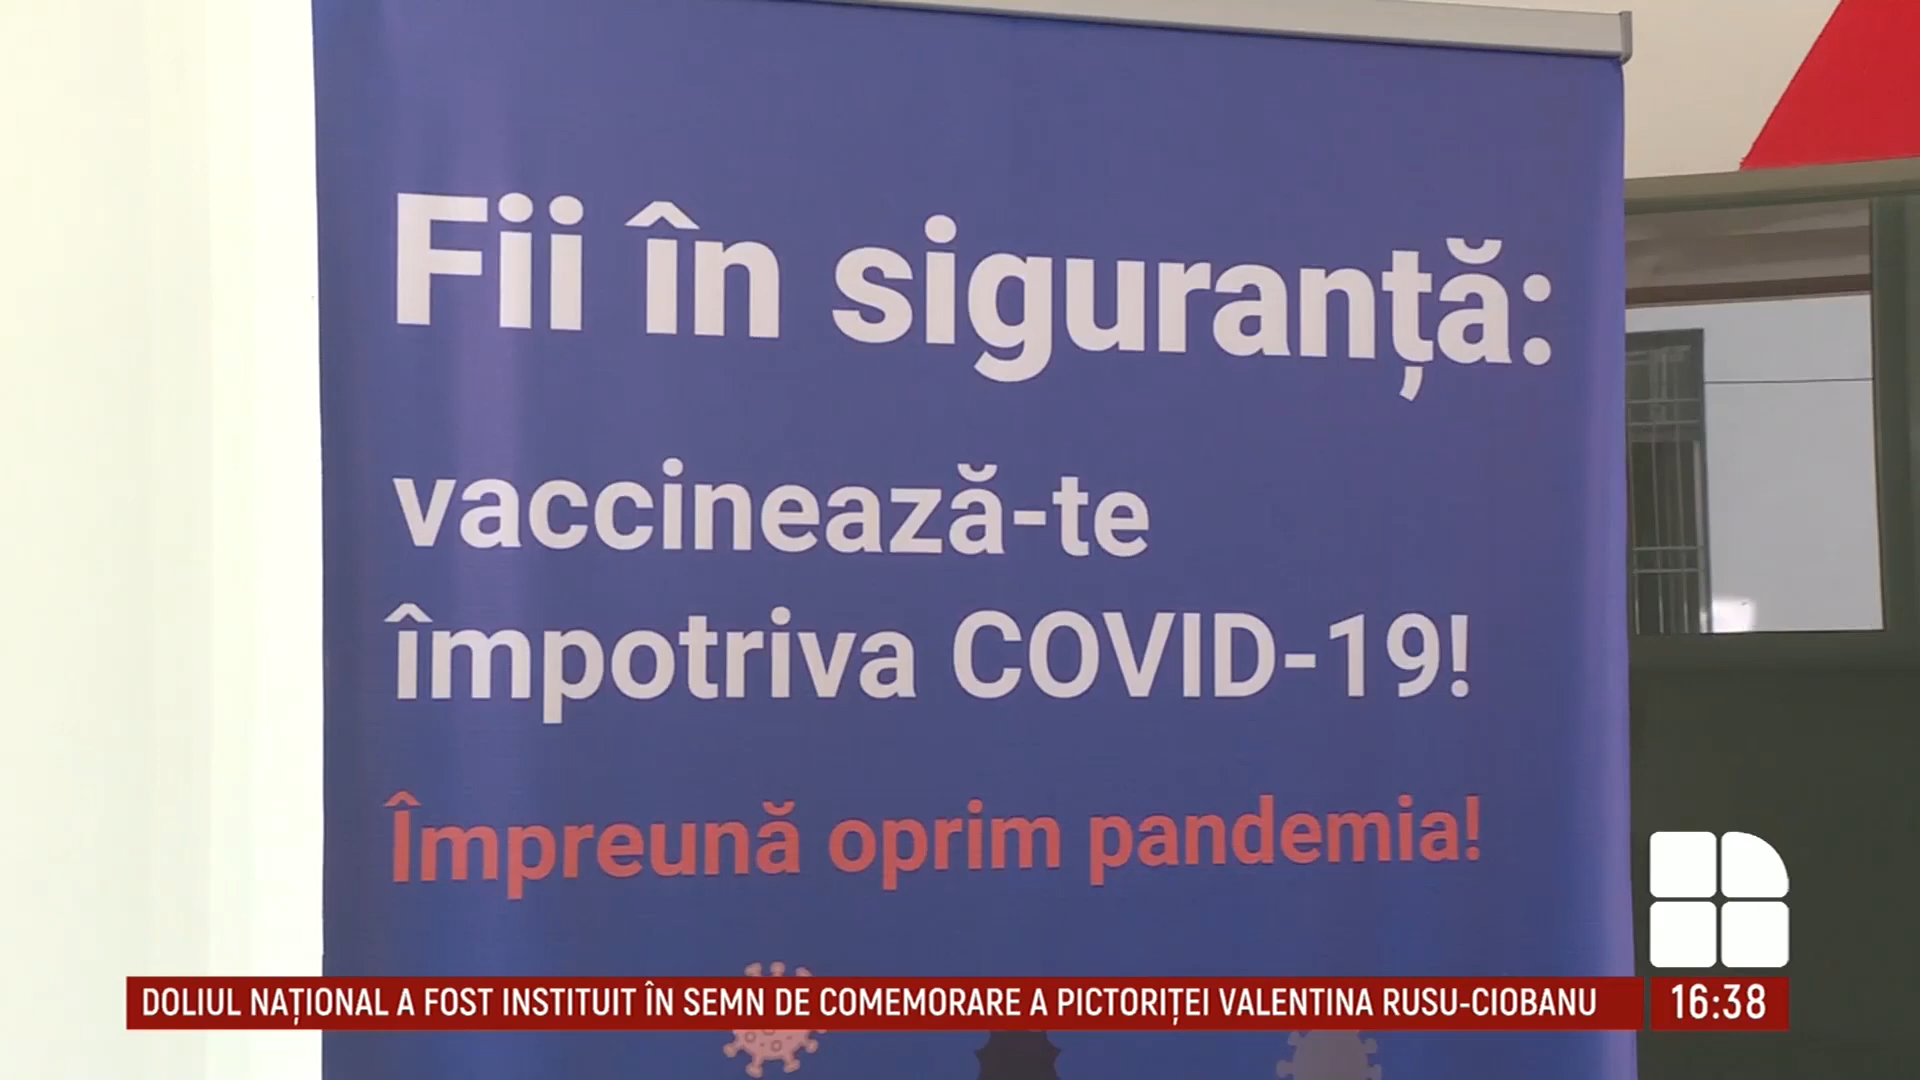 Fii în siguranță:
vaccinează-te
împotriva COVID-19!
Împreună oprim pandemia!
DOLIUL NAȚIONAL A FOST INSTITUIT ÎN SEMN DE COMEMORARE A PICTORIȚEI VALENTINA RUSU-CIOBANU
16:38